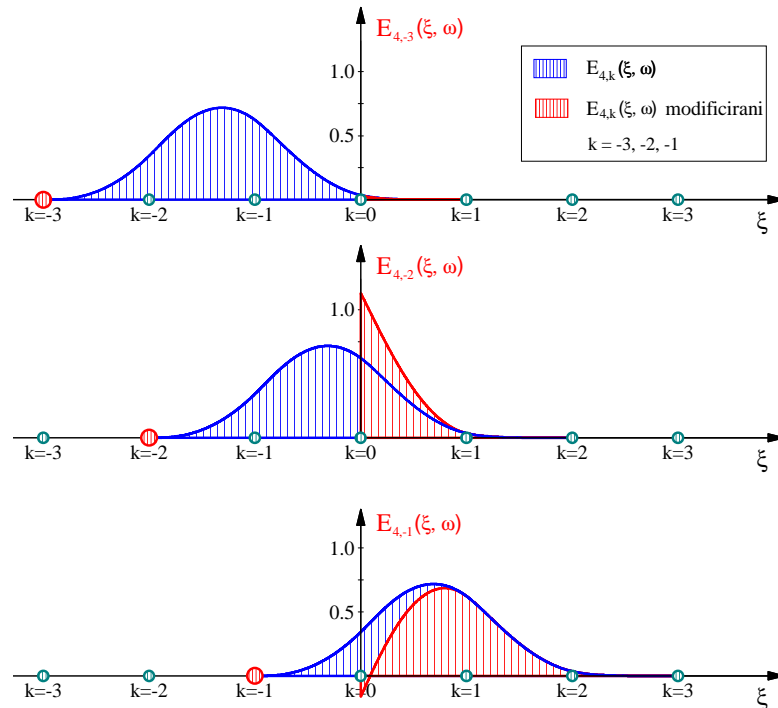 E4,-3(ξ, ω)
1.0
0.5
k=-3 k=-2 k=-1 k=0 k=1 k=2 k=3
ξ
E4,k(ξ, ω)
E4,k(ξ, ω) modificirani
k = -3, -2, -1
E4,-2(ξ, ω)
1.0
k=-3 k=-2 k=-1 k=0 k=1 k=2 k=3
ξ
E4,-1(ξ, ω)
1.0
0.5
k=-3 k=-2 k=-1 k=0 k=1 k=2 k=3
ξ